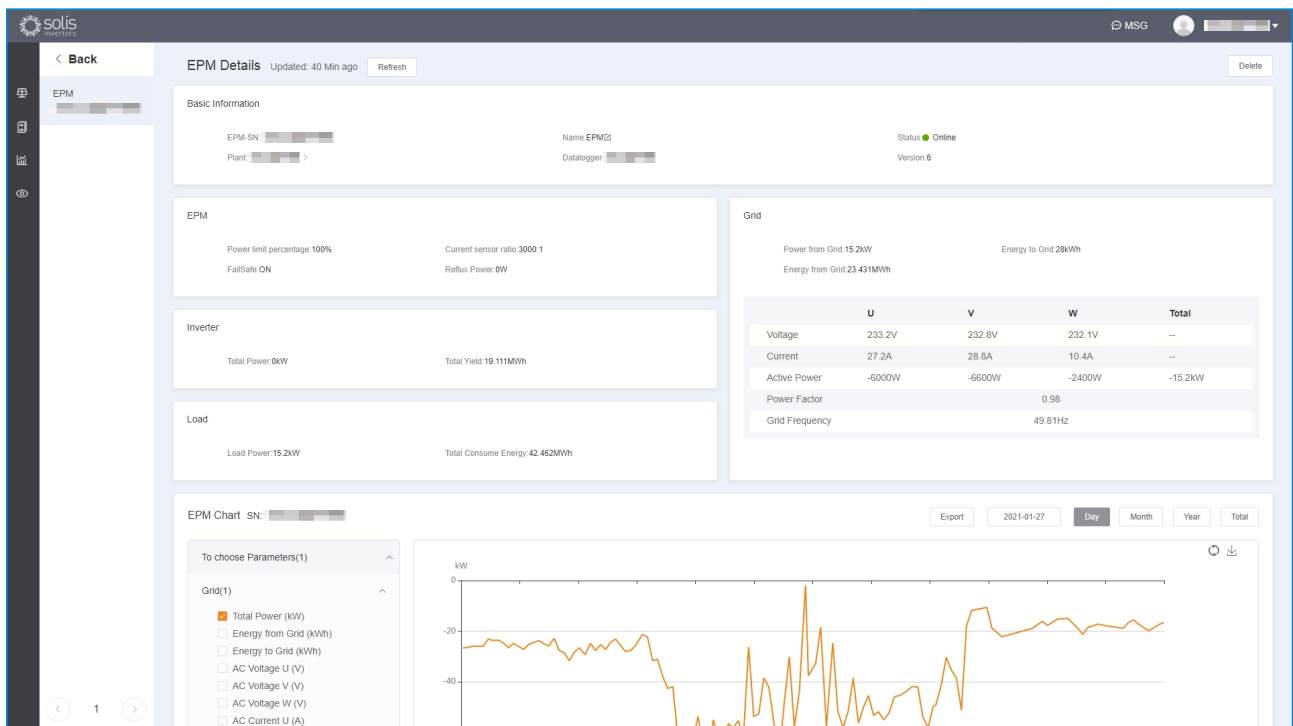 solis
inverters
MSG
< Back
EPM Details Updated: 40 Min ago Refresh
Delete
EPM
Basic Information
EPM-SN:
Name:EPM
Status: Online
Plant:
Datalogger:
Version:6
EPM
Power limit percentage:100%
Current sensor ratio:3000:1
FailSafe:ON
Reflux Power:0W
Inverter
Total Power:0kW
Total Yield:19.111MWh
Load
Load Power:15.2kW
Total Consume Energy:42.462MWh
Grid
Power from Grid:15.2kW
Energy to Grid:28kWh
Energy from Grid:23.431MWh
U V W Total
Voltage 233.2V 232.8V 232.1V --
Current 27.2A 28.8A 10.4A --
Active Power -6000W -6600W -2400W -15.2kW
Power Factor 0.98
Grid Frequency 49.81Hz
EPM Chart SN:
Export 2021-01-27 Day Month Year Total
To choose Parameters(1)
Grid(1)
Total Power (kW)
Energy from Grid (kWh)
Energy to Grid (kWh)
AC Voltage U (V)
AC Voltage V (V)
AC Voltage W (V)
AC Current U (A)
kW
0
-20
-40
< 1 >